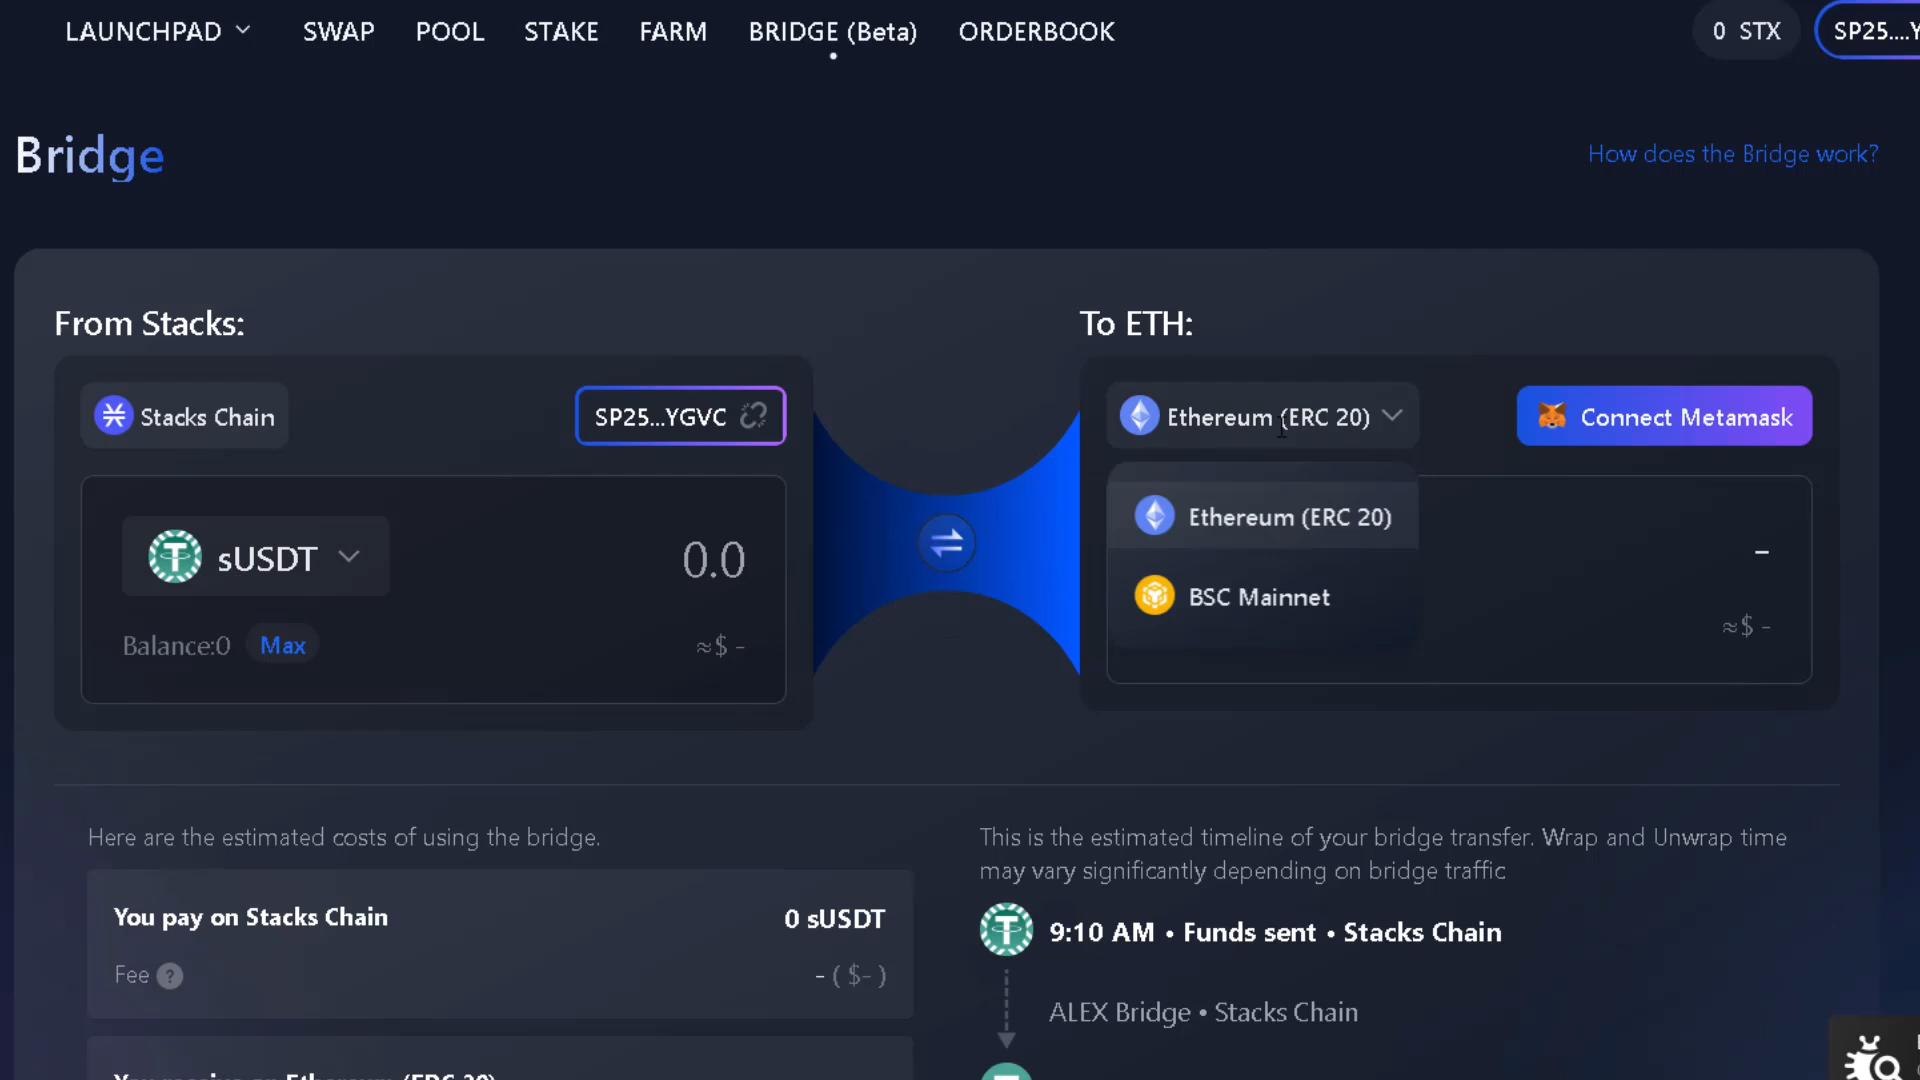 LAUNCHPAD SWAP POOL STAKE FARM BRIDGE (Beta) ORDERBOOK 0 STX SP25....Y
Bridge How does the Bridge work?
From Stacks: To ETH:
Stacks Chain SP25...YGVC Ethereum (ERC 20) Connect Metamask
Ethereum (ERC 20)
sUSDT 0.0 –
BSC Mainnet
Balance:0 Max ≈$ - ≈$ -
Here are the estimated costs of using the bridge.
This is the estimated timeline of your bridge transfer. Wrap and Unwrap time
may vary significantly depending on bridge traffic
You pay on Stacks Chain 0 sUSDT
Fee ? - ( $- )
9:10 AM • Funds sent • Stacks Chain
ALEX Bridge • Stacks Chain